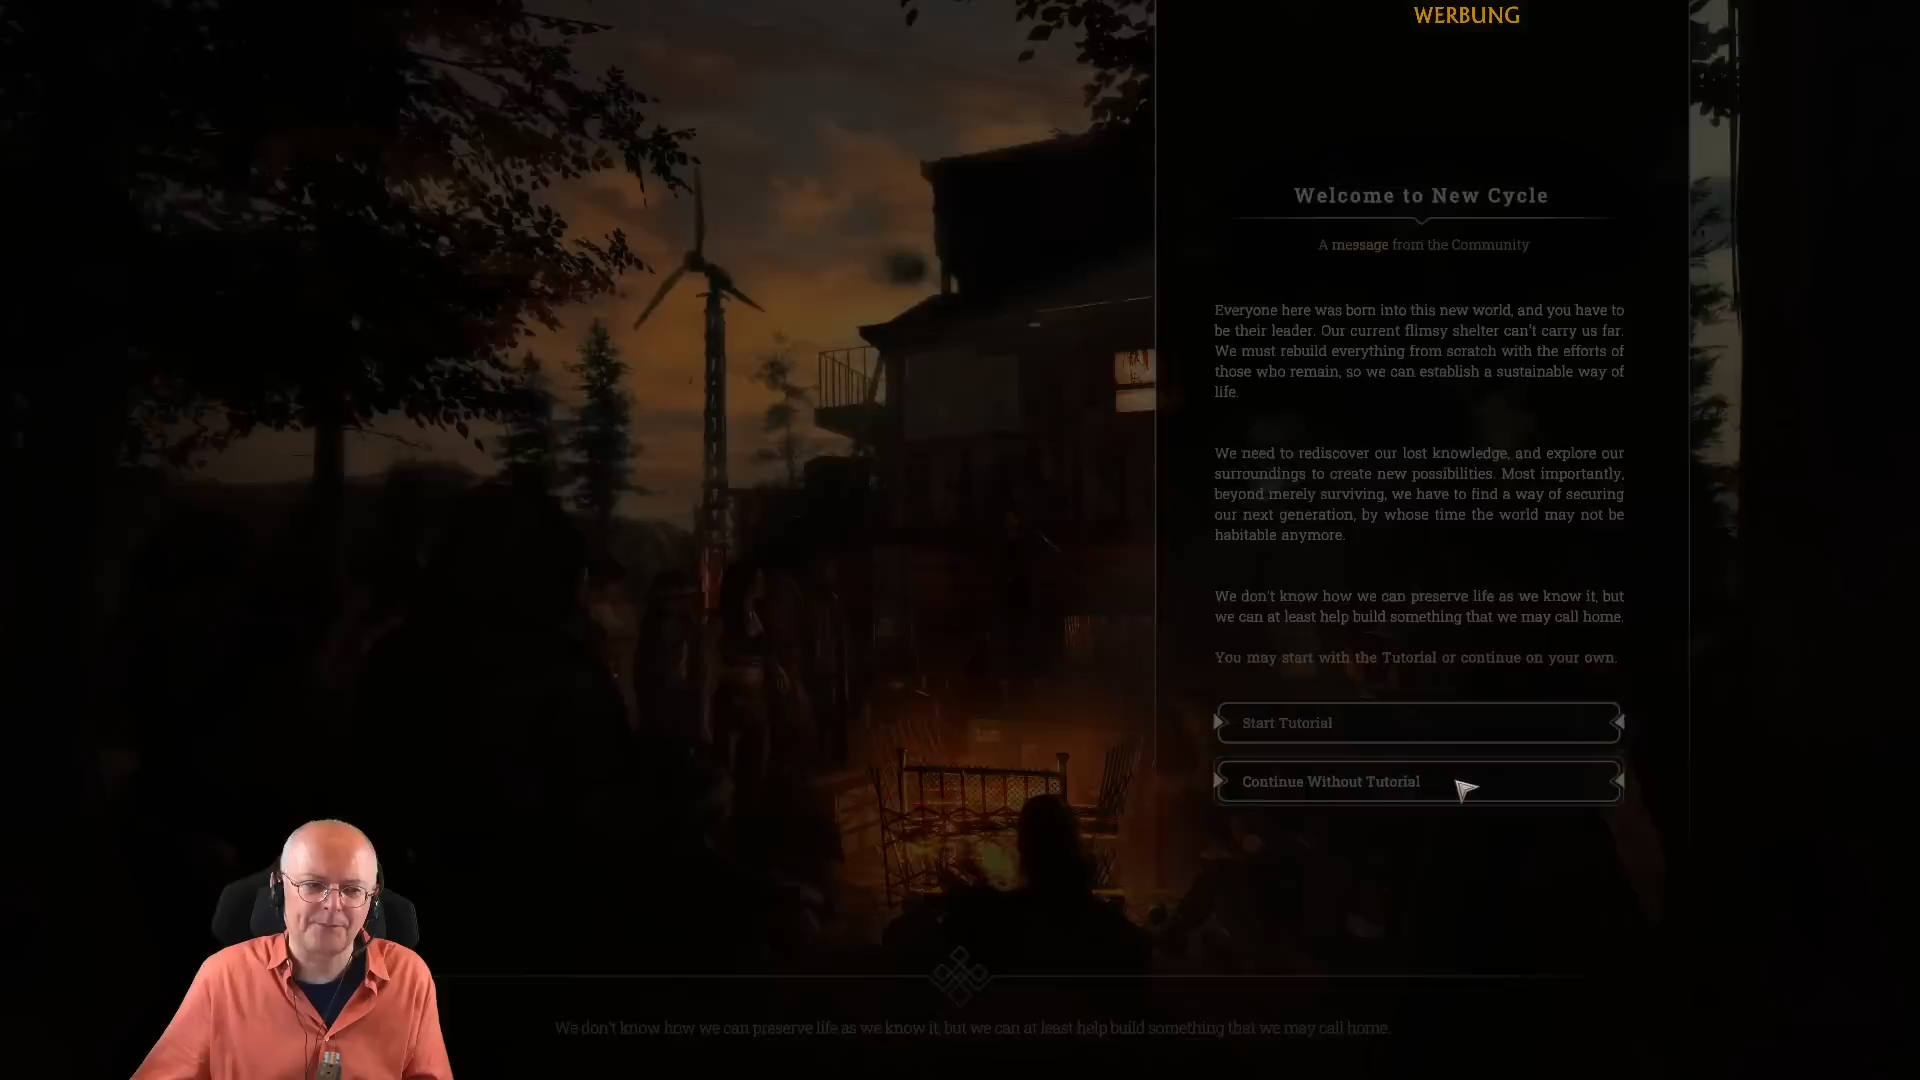 WERBUNG
Welcome to New Cycle
A message from the Community
Everyone here was born into this new world, and you have to
be their leader. Our current flimsy shelter can't carry us far.
We must rebuild everything from scratch with the efforts of
those who remain, so we can establish a sustainable way of
life.
We need to rediscover our lost knowledge, and explore our
surroundings to create new possibilities. Most importantly,
beyond merely surviving, we have to find a way of securing
our next generation, by whose time the world may not be
habitable anymore.
We don't know how we can preserve life as we know it, but
we can at least help build something that we may call home.
You may start with the Tutorial or continue on your own.
Start Tutorial
Continue Without Tutorial
We don't know how we can preserve life as we know it, but we can at least help build something that we may call home.